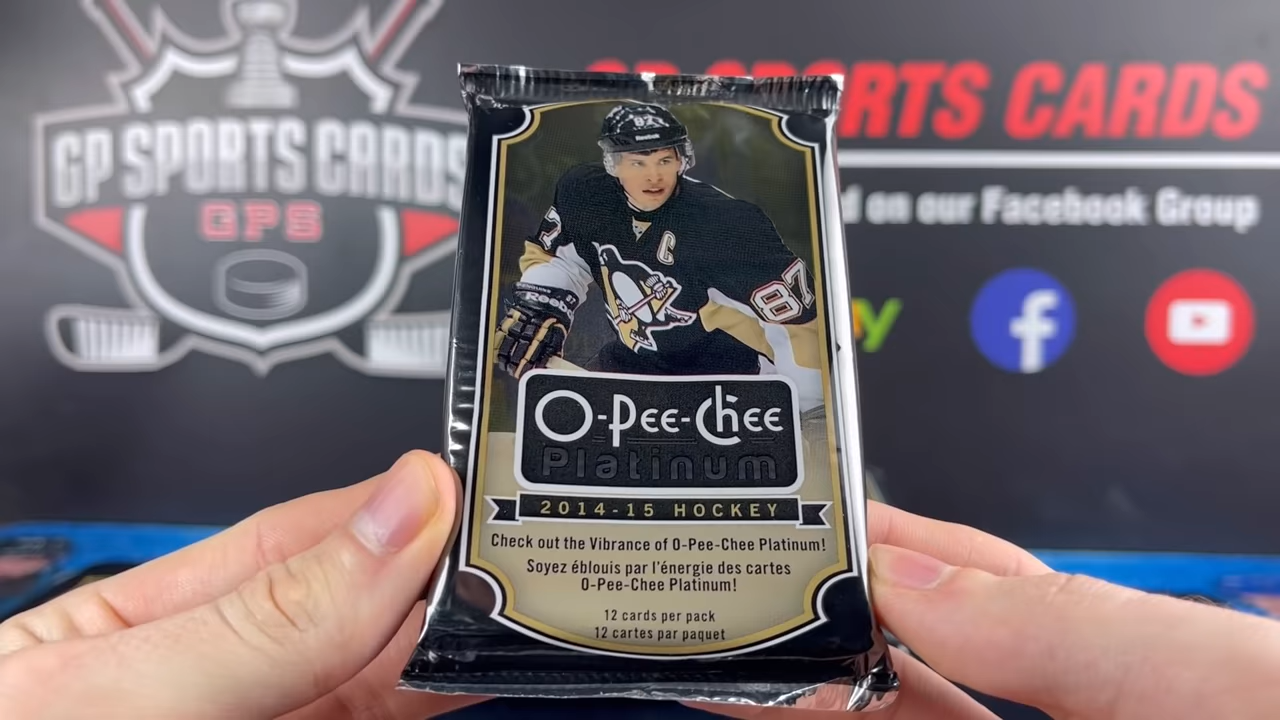 GP SPORTS CARDS
GPS
RTS CARDS
d on our Facebook Group
y
f
87
Reebok
C
87
7
Reebok
O-Pee-Chee
Platinum
2014-15 HOCKEY
Check out the Vibrance of O-Pee-Chee Platinum!
Soyez éblouis par l'énergie des cartes
O-Pee-Chee Platinum!
12 cards per pack
12 cartes par paquet